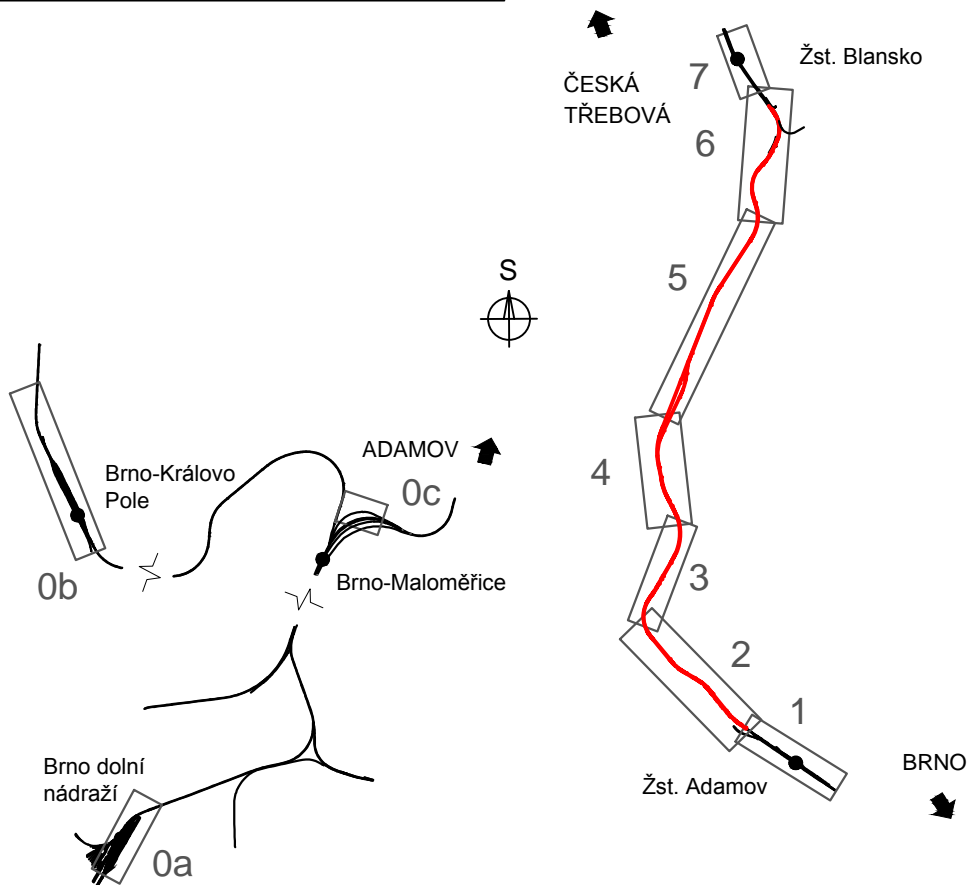 ČESKÁ
TŘEBOVÁ
Žst. Blansko
7
6
5
S
4
3
2
1
Žst. Adamov
BRNO
ADAMOV
0c
Brno-Královo
Pole
0b
Brno-Maloměřice
Brno dolní
nádraží
0a